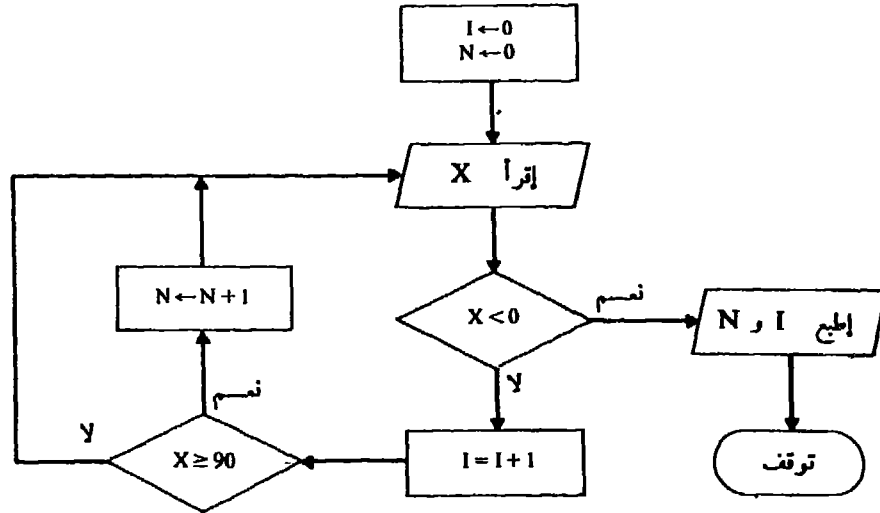 I ← 0
N ← 0
إقرأ X
X < 0
نعم
إطبع I و N
توقف
لا
I = I + 1
X ≥ 90
نعم
N ← N + 1
لا